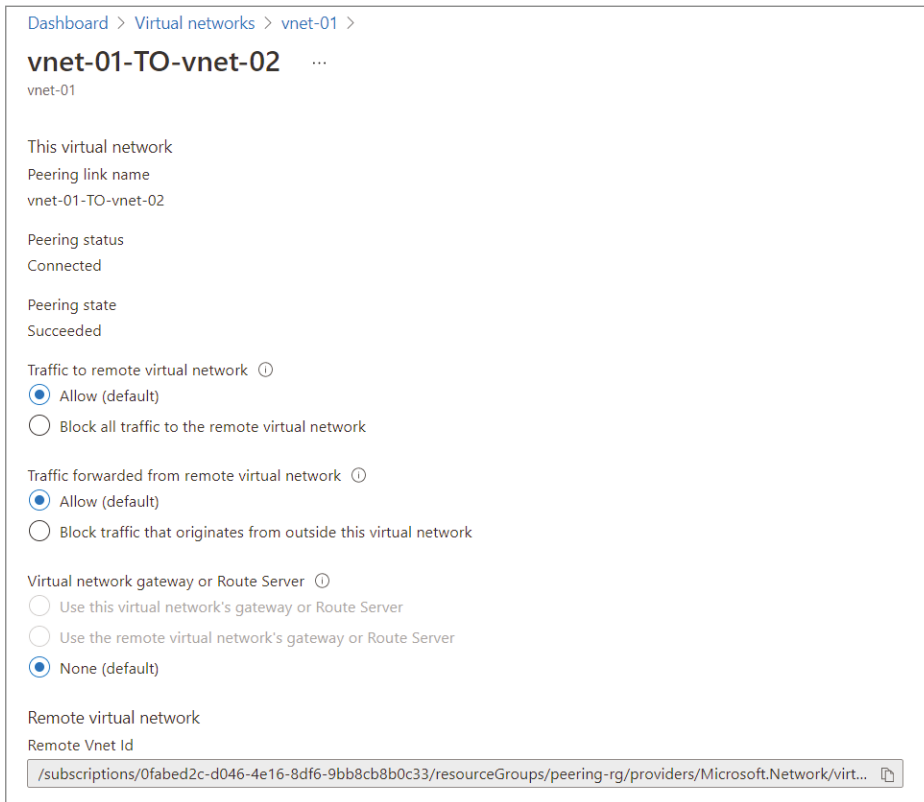 Dashboard > Virtual networks > vnet-01 >
vnet-01-TO-vnet-02 ...
vnet-01
This virtual network
Peering link name
vnet-01-TO-vnet-02
Peering status
Connected
Peering state
Succeeded
Traffic to remote virtual network
Allow (default)
Block all traffic to the remote virtual network
Traffic forwarded from remote virtual network
Allow (default)
Block traffic that originates from outside this virtual network
Virtual network gateway or Route Server
Use this virtual network's gateway or Route Server
Use the remote virtual network's gateway or Route Server
None (default)
Remote virtual network
Remote Vnet Id
/subscriptions/0fabed2c-d046-4e16-8df6-9bb8cb8b0c33/resourceGroups/peering-rg/providers/Microsoft.Network/virt...